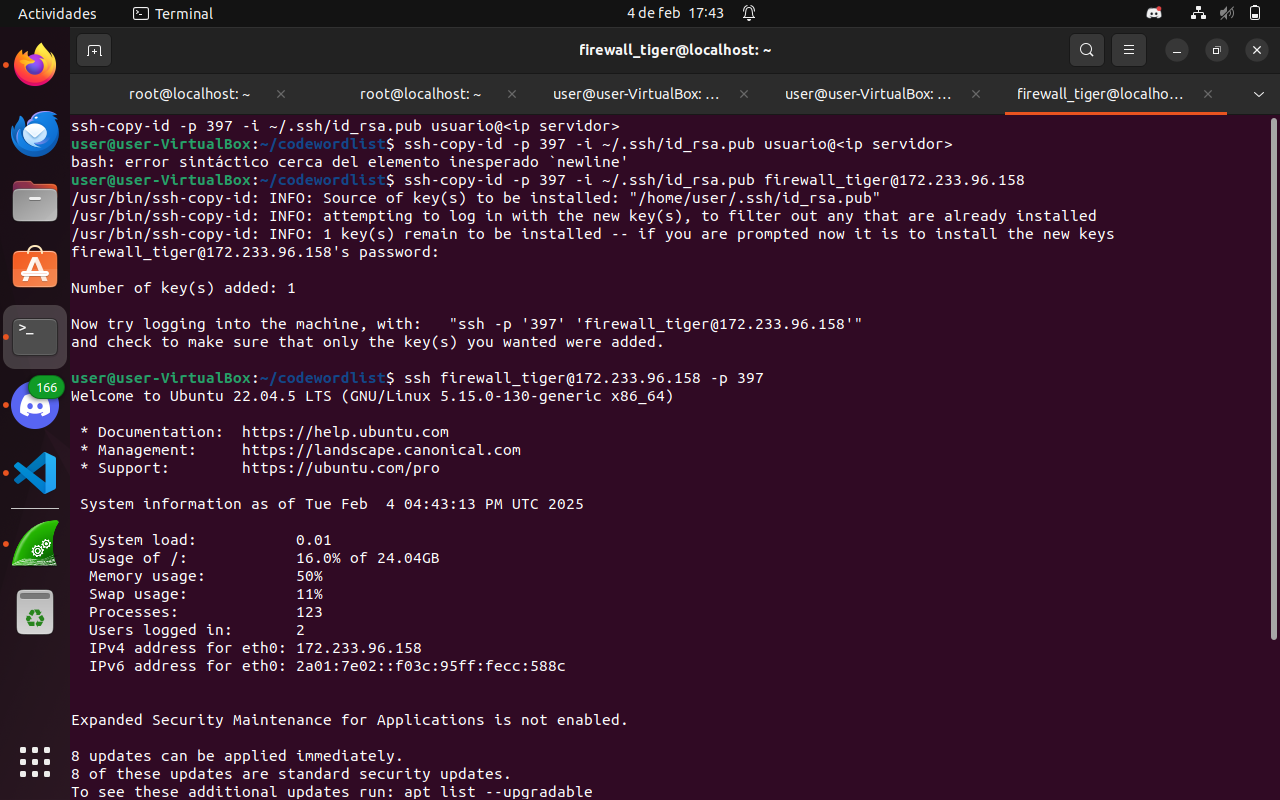 Actividades
Terminal
4 de feb 17:43
firewall_tiger@localhost: ~
root@localhost: ~
root@localhost: ~
user@user-VirtualBox: ...
user@user-VirtualBox: ...
firewall_tiger@localho...
ssh-copy-id -p 397 -i ~/.ssh/id_rsa.pub usuario@<ip servidor>
user@user-VirtualBox:~/codewordlist$ ssh-copy-id -p 397 -i ~/.ssh/id_rsa.pub usuario@<ip servidor>
bash: error sintáctico cerca del elemento inesperado `newline'
user@user-VirtualBox:~/codewordlist$ ssh-copy-id -p 397 -i ~/.ssh/id_rsa.pub firewall_tiger@172.233.96.158
/usr/bin/ssh-copy-id: INFO: Source of key(s) to be installed: "/home/user/.ssh/id_rsa.pub"
/usr/bin/ssh-copy-id: INFO: attempting to log in with the new key(s), to filter out any that are already installed
/usr/bin/ssh-copy-id: INFO: 1 key(s) remain to be installed -- if you are prompted now it is to install the new keys
firewall_tiger@172.233.96.158's password:
Number of key(s) added: 1
Now try logging into the machine, with:   "ssh -p '397' 'firewall_tiger@172.233.96.158'"
and check to make sure that only the key(s) you wanted were added.
user@user-VirtualBox:~/codewordlist$ ssh firewall_tiger@172.233.96.158 -p 397
Welcome to Ubuntu 22.04.5 LTS (GNU/Linux 5.15.0-130-generic x86_64)
* Documentation:  https://help.ubuntu.com
* Management:     https://landscape.canonical.com
* Support:        https://ubuntu.com/pro
System information as of Tue Feb  4 04:43:13 PM UTC 2025
System load:           0.01
Usage of /:            16.0% of 24.04GB
Memory usage:          50%
Swap usage:            11%
Processes:             123
Users logged in:       2
IPv4 address for eth0: 172.233.96.158
IPv6 address for eth0: 2a01:7e02::f03c:95ff:fecc:588c
Expanded Security Maintenance for Applications is not enabled.
8 updates can be applied immediately.
8 of these updates are standard security updates.
To see these additional updates run: apt list --upgradable
166